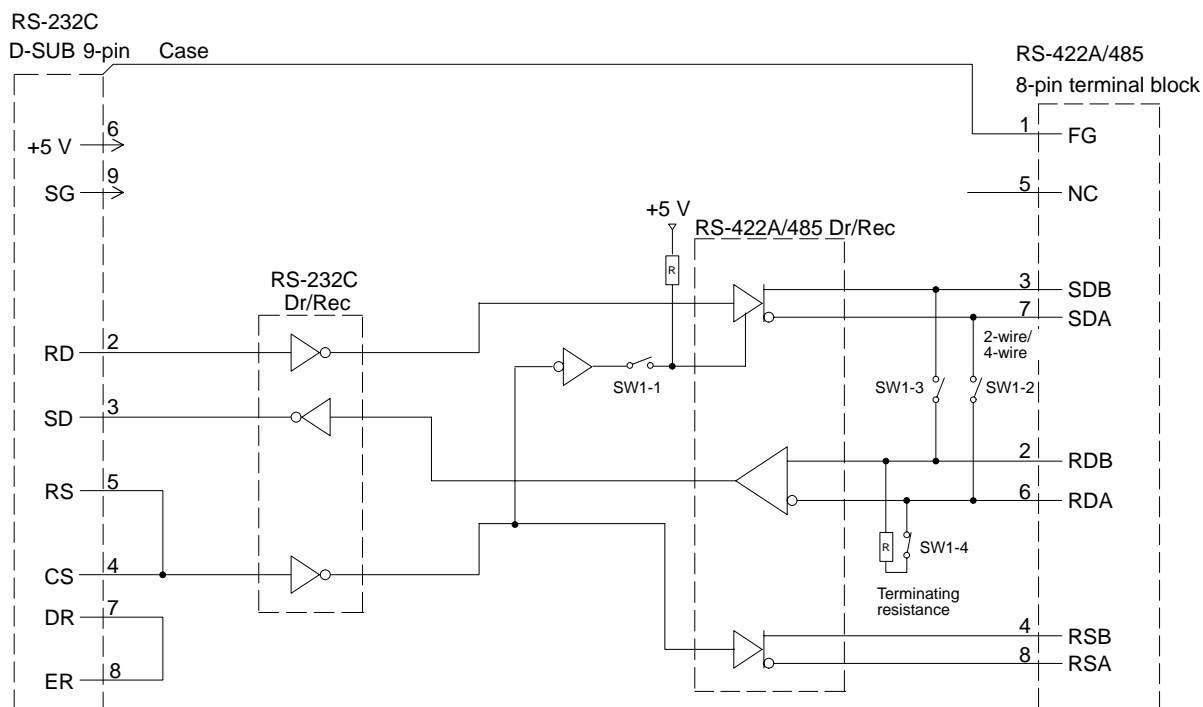 RS-232C
D-SUB 9-pin Case
RS-422A/485
8-pin terminal block
6
+5 V
1
FG
9
SG
5
NC
+5 V
RS-422A/485 Dr/Rec
R
RS-232C
Dr/Rec
3
SDB
7
SDA
2-wire/
4-wire
2
RD
SW1-1
SW1-3
SW1-2
3
SD
2
RDB
5
RS
6
RDA
R
SW1-4
4
CS
Terminating
resistance
7
DR
4
RSB
8
RSA
8
ER